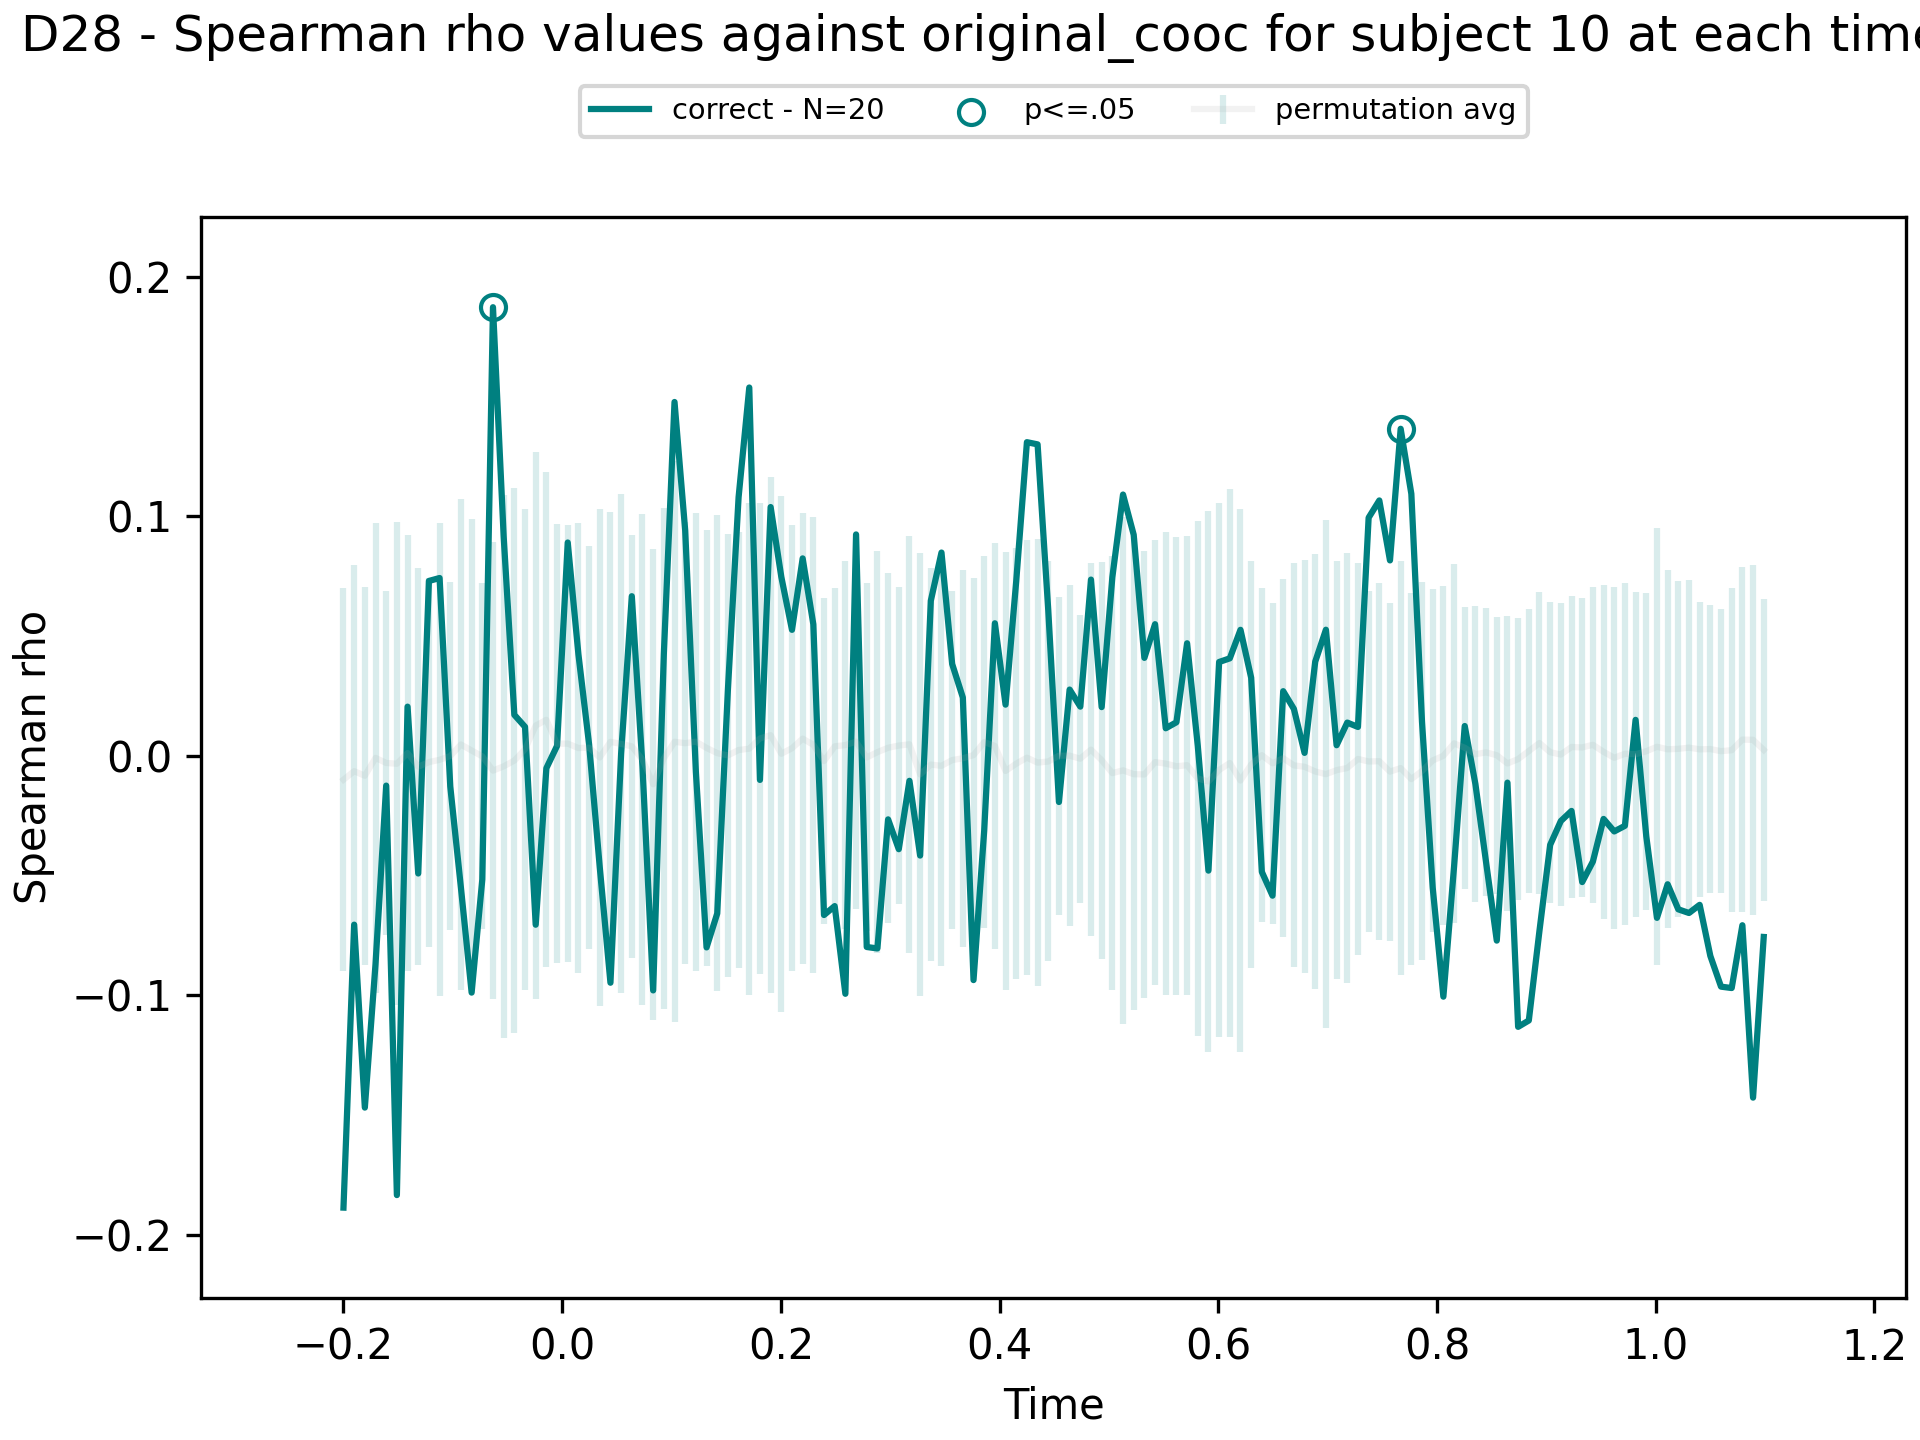 D28 - Spearman rho values against original_cooc for subject 10 at each time
correct - N=20 p<=.05 permutation avg
Spearman rho
0.2
0.1
0.0
−0.1
−0.2
−0.2 0.0 0.2 0.4 0.6 0.8 1.0 1.2
Time